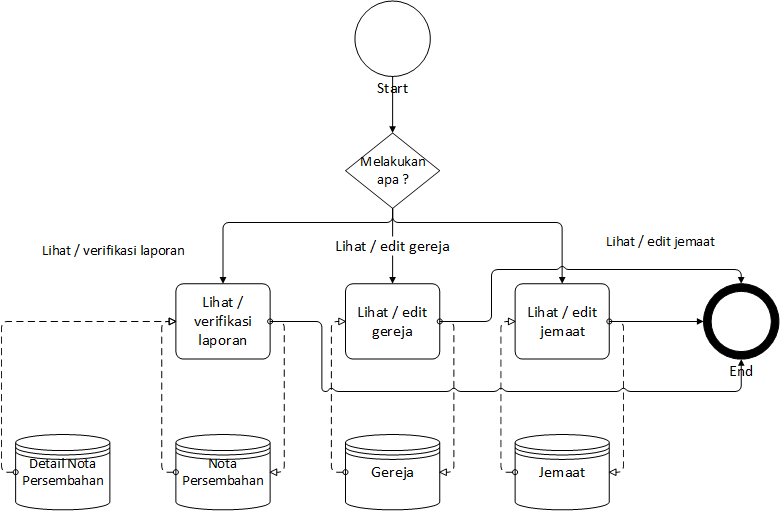 Start
Melakukan
apa ?
Lihat / verifikasi laporan
Lihat / edit gereja
Lihat / edit jemaat
Lihat /
verifikasi
laporan
Lihat / edit
gereja
Lihat / edit
jemaat
End
Detail Nota
Persembahan
Nota
Persembahan
Gereja
Jemaat